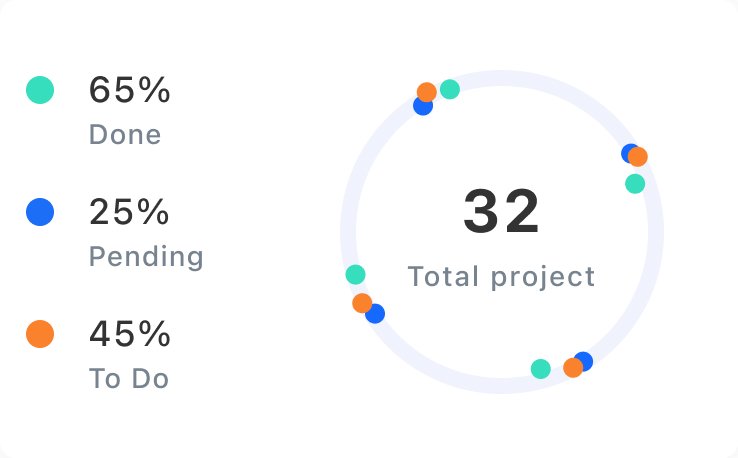 65%
Done
25%
Pending
45%
To Do
32
Total project